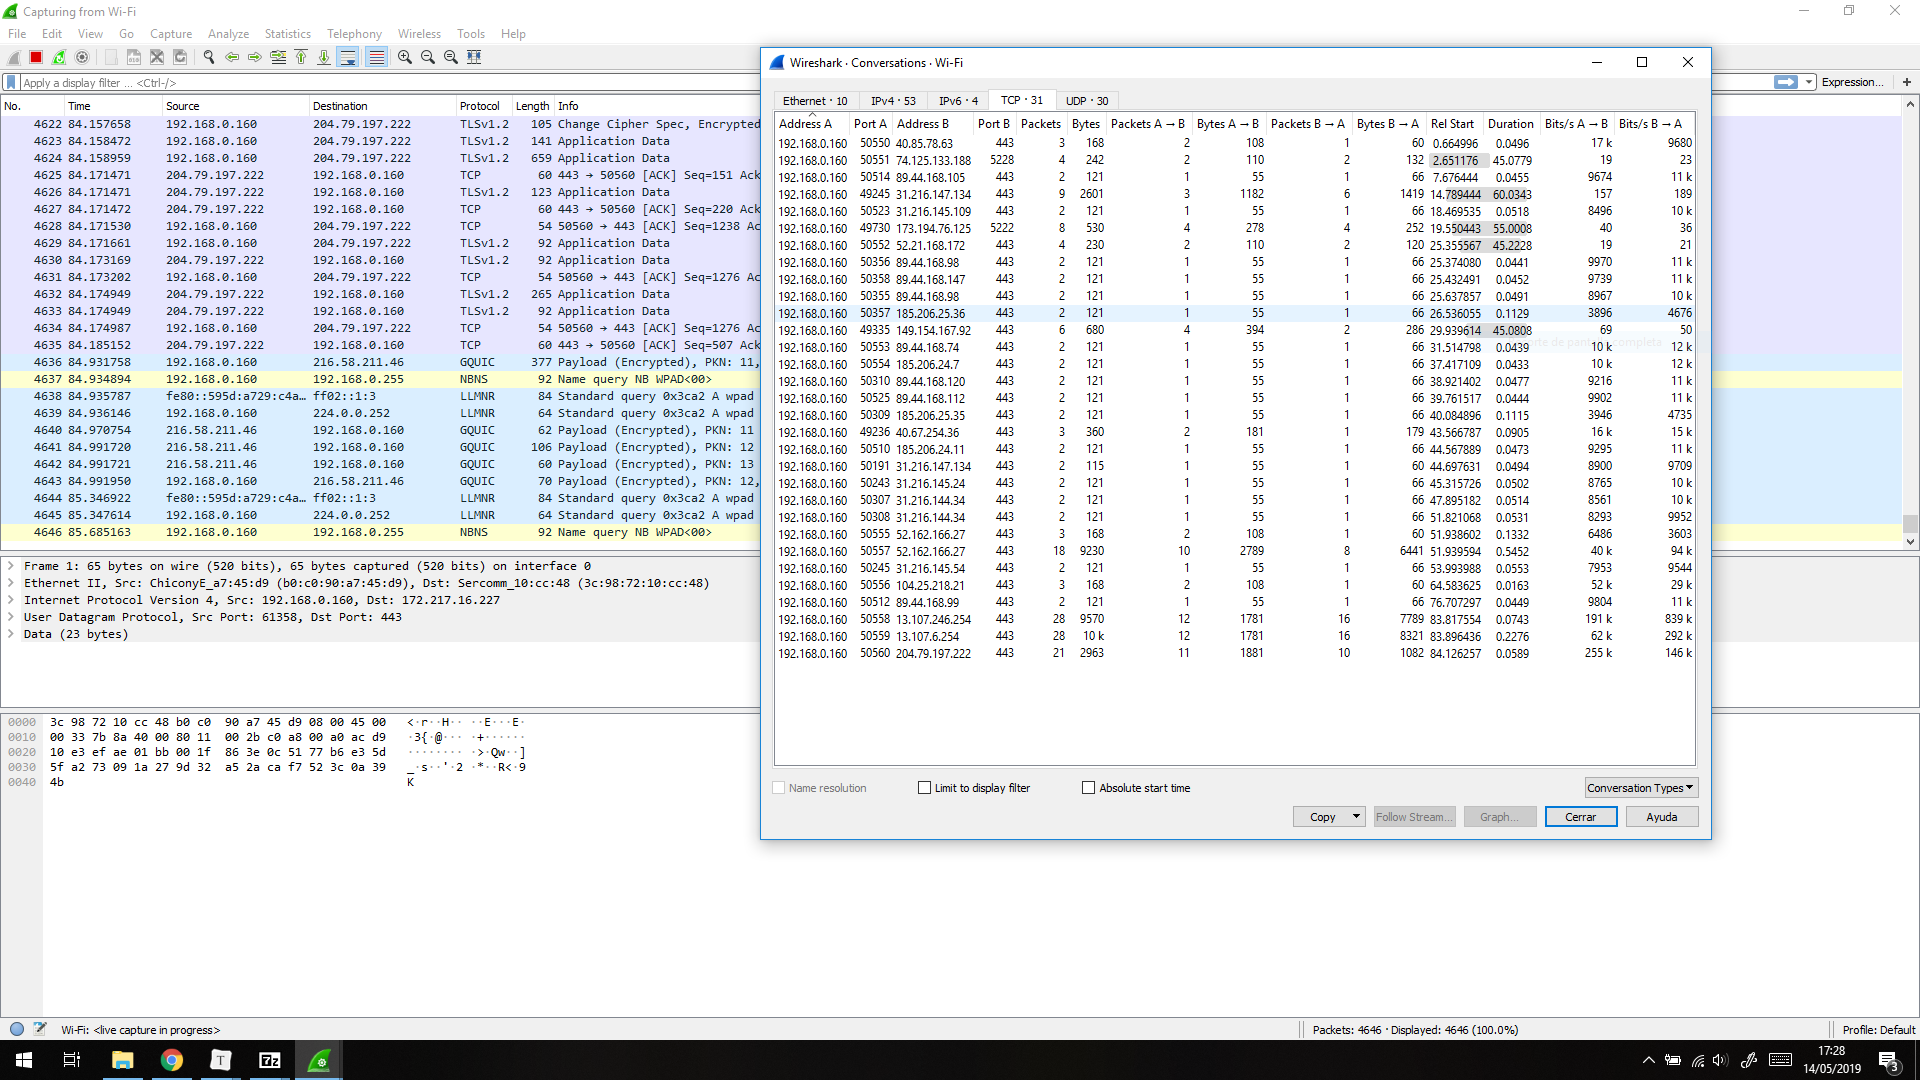 Capturing from Wi-Fi
File Edit View Go Capture Analyze Statistics Telephony Wireless Tools Help
Apply a display filter ... <Ctrl-/>
Expression... +
No. Time Source Destination Protocol Length Info
4622 84.157658 192.168.0.160 204.79.197.222 TLSv1.2 105 Change Cipher Spec, Encrypted
4623 84.158472 192.168.0.160 204.79.197.222 TLSv1.2 141 Application Data
4624 84.158959 192.168.0.160 204.79.197.222 TLSv1.2 659 Application Data
4625 84.171471 204.79.197.222 192.168.0.160 TCP 60 443 → 50560 [ACK] Seq=151 Ack
4626 84.171471 204.79.197.222 192.168.0.160 TLSv1.2 123 Application Data
4627 84.171472 204.79.197.222 192.168.0.160 TCP 60 443 → 50560 [ACK] Seq=220 Ack
4628 84.171530 192.168.0.160 204.79.197.222 TCP 54 50560 → 443 [ACK] Seq=1238 Ac
4629 84.171661 204.79.197.222 192.168.0.160 TLSv1.2 92 Application Data
4630 84.173169 192.168.0.160 204.79.197.222 TLSv1.2 92 Application Data
4631 84.173202 192.168.0.160 204.79.197.222 TCP 54 50560 → 443 [ACK] Seq=1276 Ac
4632 84.174949 204.79.197.222 192.168.0.160 TLSv1.2 265 Application Data
4633 84.174949 204.79.197.222 192.168.0.160 TLSv1.2 92 Application Data
4634 84.174987 192.168.0.160 204.79.197.222 TCP 54 50560 → 443 [ACK] Seq=1276 Ac
4635 84.185152 204.79.197.222 192.168.0.160 TCP 60 443 → 50560 [ACK] Seq=507 Ack
4636 84.931758 192.168.0.160 216.58.211.46 GQUIC 377 Payload (Encrypted), PKN: 11,
4637 84.934894 192.168.0.160 192.168.0.255 NBNS 92 Name query NB WPAD<00>
4638 84.935787 fe80::595d:a729:c4a… ff02::1:3 LLMNR 84 Standard query 0x3ca2 A wpad
4639 84.936146 192.168.0.160 224.0.0.252 LLMNR 64 Standard query 0x3ca2 A wpad
4640 84.970754 216.58.211.46 192.168.0.160 GQUIC 62 Payload (Encrypted), PKN: 11
4641 84.991720 216.58.211.46 192.168.0.160 GQUIC 106 Payload (Encrypted), PKN: 12
4642 84.991721 216.58.211.46 192.168.0.160 GQUIC 60 Payload (Encrypted), PKN: 13
4643 84.991950 192.168.0.160 216.58.211.46 GQUIC 70 Payload (Encrypted), PKN: 12,
4644 85.346922 fe80::595d:a729:c4a… ff02::1:3 LLMNR 84 Standard query 0x3ca2 A wpad
4645 85.347614 192.168.0.160 224.0.0.252 LLMNR 64 Standard query 0x3ca2 A wpad
4646 85.685163 192.168.0.160 192.168.0.255 NBNS 92 Name query NB WPAD<00>
Frame 1: 65 bytes on wire (520 bits), 65 bytes captured (520 bits) on interface 0
Ethernet II, Src: ChiconyE_a7:45:d9 (b0:c0:90:a7:45:d9), Dst: Sercomm_10:cc:48 (3c:98:72:10:cc:48)
Internet Protocol Version 4, Src: 192.168.0.160, Dst: 172.217.16.227
User Datagram Protocol, Src Port: 61358, Dst Port: 443
Data (23 bytes)
0000 3c 98 72 10 cc 48 b0 c0 90 a7 45 d9 08 00 45 00 <·r··H·· ··E···E·
0010 00 33 7b 8a 40 00 80 11 00 2b c0 a8 00 a0 ac d9 ·3{·@··· ·+······
0020 10 e3 ef ae 01 bb 00 1f 86 3e 0c 51 77 b6 e3 5d ········ ·>·Qw··]
0030 5f a2 73 09 1a 27 9d 32 a5 2a ca f7 52 3c 0a 39 _·s··'·2 ·*··R<·9
0040 4b K
Wireshark · Conversations · Wi-Fi
Ethernet · 10 IPv4 · 53 IPv6 · 4 TCP · 31 UDP · 30
Address A Port A Address B Port B Packets Bytes Packets A → B Bytes A → B Packets B → A Bytes B → A Rel Start Duration Bits/s A → B Bits/s B → A
192.168.0.160 50550 40.85.78.63 443 3 168 2 108 1 60 0.664996 0.0496 17 k 9680
192.168.0.160 50551 74.125.133.188 5228 4 242 2 110 2 132 2.651176 45.0779 19 23
192.168.0.160 50514 89.44.168.105 443 2 121 1 55 1 66 7.676444 0.0455 9674 11 k
192.168.0.160 49245 31.216.147.134 443 9 2601 3 1182 6 1419 14.789444 60.0343 157 189
192.168.0.160 50523 31.216.145.109 443 2 121 1 55 1 66 18.469535 0.0518 8496 10 k
192.168.0.160 49730 173.194.76.125 5222 8 530 4 278 4 252 19.550443 55.0008 40 36
192.168.0.160 50552 52.21.168.172 443 4 230 2 110 2 120 25.355567 45.2228 19 21
192.168.0.160 50356 89.44.168.98 443 2 121 1 55 1 66 25.374080 0.0441 9970 11 k
192.168.0.160 50358 89.44.168.147 443 2 121 1 55 1 66 25.432491 0.0452 9739 11 k
192.168.0.160 50355 89.44.168.98 443 2 121 1 55 1 66 25.637857 0.0491 8967 10 k
192.168.0.160 50357 185.206.25.36 443 2 121 1 55 1 66 26.536055 0.1129 3896 4676
192.168.0.160 49335 149.154.167.92 443 6 680 4 394 2 286 29.939614 45.0808 69 50
192.168.0.160 50553 89.44.168.74 443 2 121 1 55 1 66 31.514798 0.0439 10 k 12 k
192.168.0.160 50554 185.206.24.7 443 2 121 1 55 1 66 37.417109 0.0433 10 k 12 k
192.168.0.160 50310 89.44.168.120 443 2 121 1 55 1 66 38.921402 0.0477 9216 11 k
192.168.0.160 50525 89.44.168.112 443 2 121 1 55 1 66 39.761517 0.0444 9902 11 k
192.168.0.160 50309 185.206.25.35 443 2 121 1 55 1 66 40.084896 0.1115 3946 4735
192.168.0.160 49236 40.67.254.36 443 3 360 2 181 1 179 43.566787 0.0905 16 k 15 k
192.168.0.160 50510 185.206.24.11 443 2 121 1 55 1 66 44.567889 0.0473 9295 11 k
192.168.0.160 50191 31.216.147.134 443 2 115 1 55 1 60 44.697631 0.0494 8900 9709
192.168.0.160 50243 31.216.145.24 443 2 121 1 55 1 66 45.315726 0.0502 8765 10 k
192.168.0.160 50307 31.216.144.34 443 2 121 1 55 1 66 47.895182 0.0514 8561 10 k
192.168.0.160 50308 31.216.144.34 443 2 121 1 55 1 66 51.821068 0.0531 8293 9952
192.168.0.160 50555 52.162.166.27 443 3 168 2 108 1 60 51.938602 0.1332 6486 3603
192.168.0.160 50557 52.162.166.27 443 18 9230 10 2789 8 6441 51.939594 0.5452 40 k 94 k
192.168.0.160 50245 31.216.145.54 443 2 121 1 55 1 66 53.993988 0.0553 7953 9544
192.168.0.160 50556 104.25.218.21 443 3 168 2 108 1 60 64.583625 0.0163 52 k 29 k
192.168.0.160 50512 89.44.168.99 443 2 121 1 55 1 66 76.707297 0.0449 9804 11 k
192.168.0.160 50558 13.107.246.254 443 28 9570 12 1781 16 7789 83.817554 0.0743 191 k 839 k
192.168.0.160 50559 13.107.6.254 443 28 10 k 12 1781 16 8321 83.896436 0.2276 62 k 292 k
192.168.0.160 50560 204.79.197.222 443 21 2963 11 1881 10 1082 84.126257 0.0589 255 k 146 k
Name resolution Limit to display filter Absolute start time Conversation Types
Copy Follow Stream... Graph... Cerrar Ayuda
Wi-Fi: <live capture in progress> Packets: 4646 · Displayed: 4646 (100.0%) Profile: Default
T 7z
17:28
14/05/2019
3